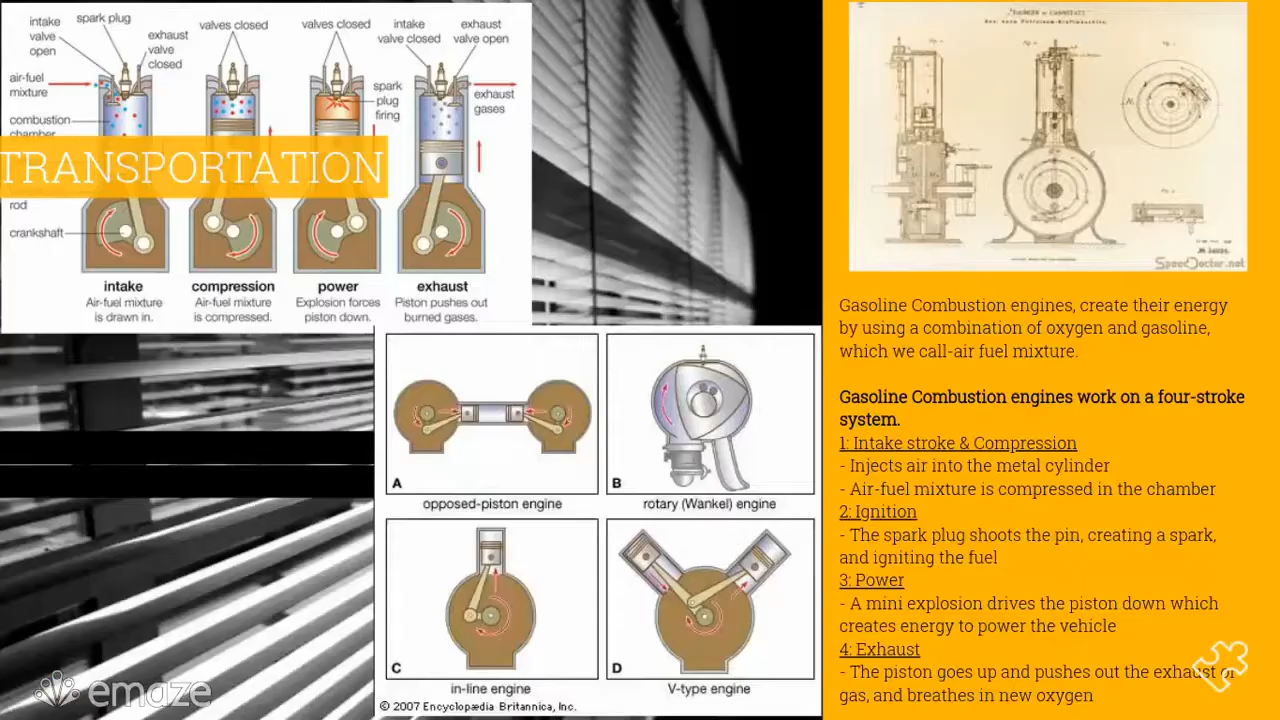 intake
valve
open
spark plug
exhaust
valve
closed
valves closed
valves closed
intake
valve closed
exhaust
valve open
air-fuel
mixture
combustion
chamber
spark
plug
firing
exhaust
gases
TRANSPORTATION
rod
crankshaft
intake
Air-fuel mixture
is drawn in.
compression
Air-fuel mixture
is compressed.
power
Explosion forces
piston down.
exhaust
Piston pushes out
burned gases.
A
opposed-piston engine
B
rotary (Wankel) engine
C
in-line engine
D
V-type engine
© 2007 Encyclopædia Britannica, Inc.
emaze
SpeedDoctor.net
Gasoline Combustion engines, create their energy
by using a combination of oxygen and gasoline,
which we call-air fuel mixture.
Gasoline Combustion engines work on a four-stroke
system.
1: Intake stroke & Compression
- Injects air into the metal cylinder
- Air-fuel mixture is compressed in the chamber
2: Ignition
- The spark plug shoots the pin, creating a spark,
and igniting the fuel
3: Power
- A mini explosion drives the piston down which
creates energy to power the vehicle
4: Exhaust
- The piston goes up and pushes out the exhaust or
gas, and breathes in new oxygen